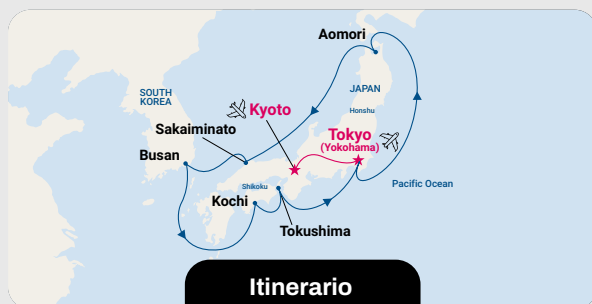 Aomori
SOUTH
KOREA
JAPAN
Honshu
Kyoto
Sakaiminato
Tokyo
(Yokohama)
Busan
Pacific Ocean
Shikoku
Kochi
Tokushima
Itinerario